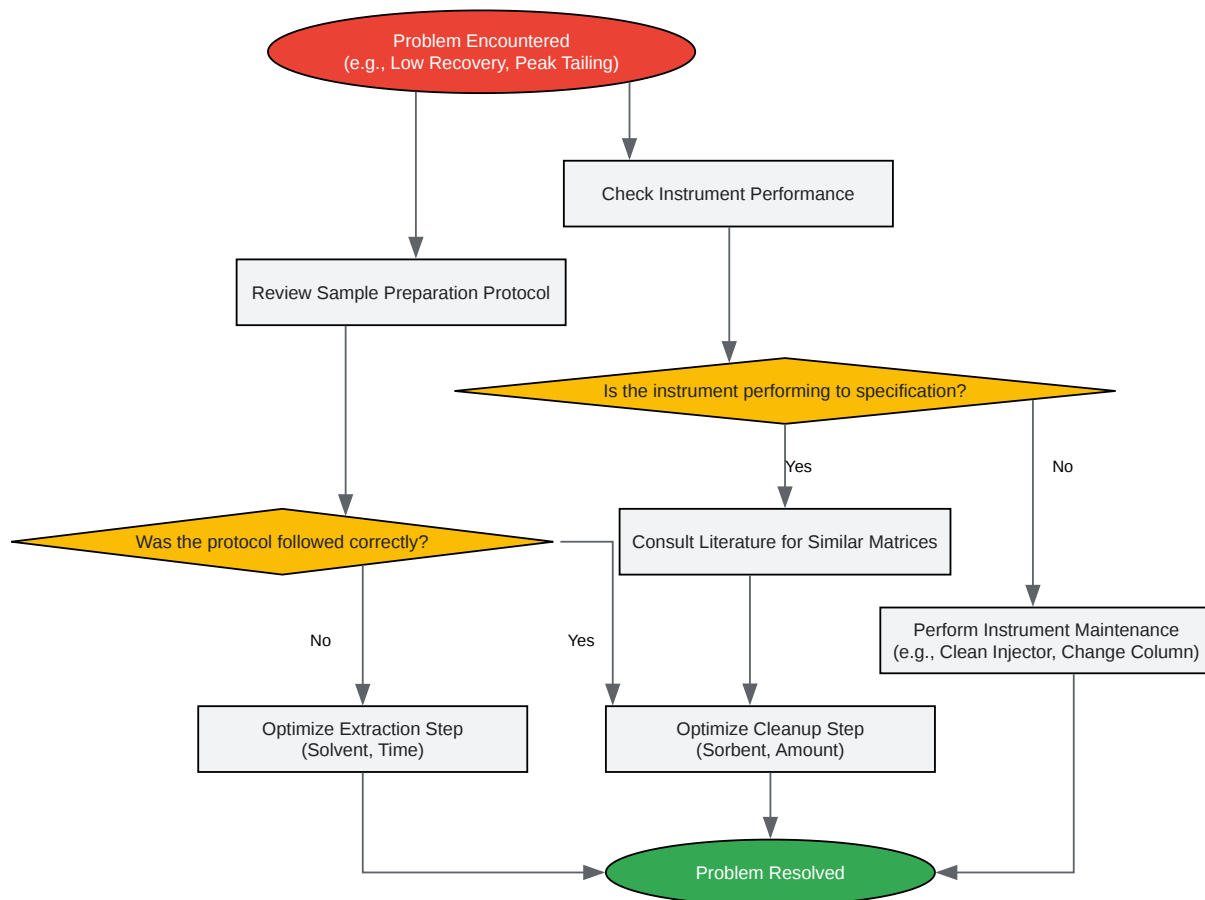 Problem Encountered
(e.g., Low Recovery, Peak Tailing)
Check Instrument Performance
Review Sample Preparation Protocol
Is the instrument performing to specification?
Yes
No
Was the protocol followed correctly?
Consult Literature for Similar Matrices
No
Yes
Perform Instrument Maintenance
(e.g., Clean Injector, Change Column)
Optimize Extraction Step
(Solvent, Time)
Optimize Cleanup Step
(Sorbent, Amount)
Problem Resolved